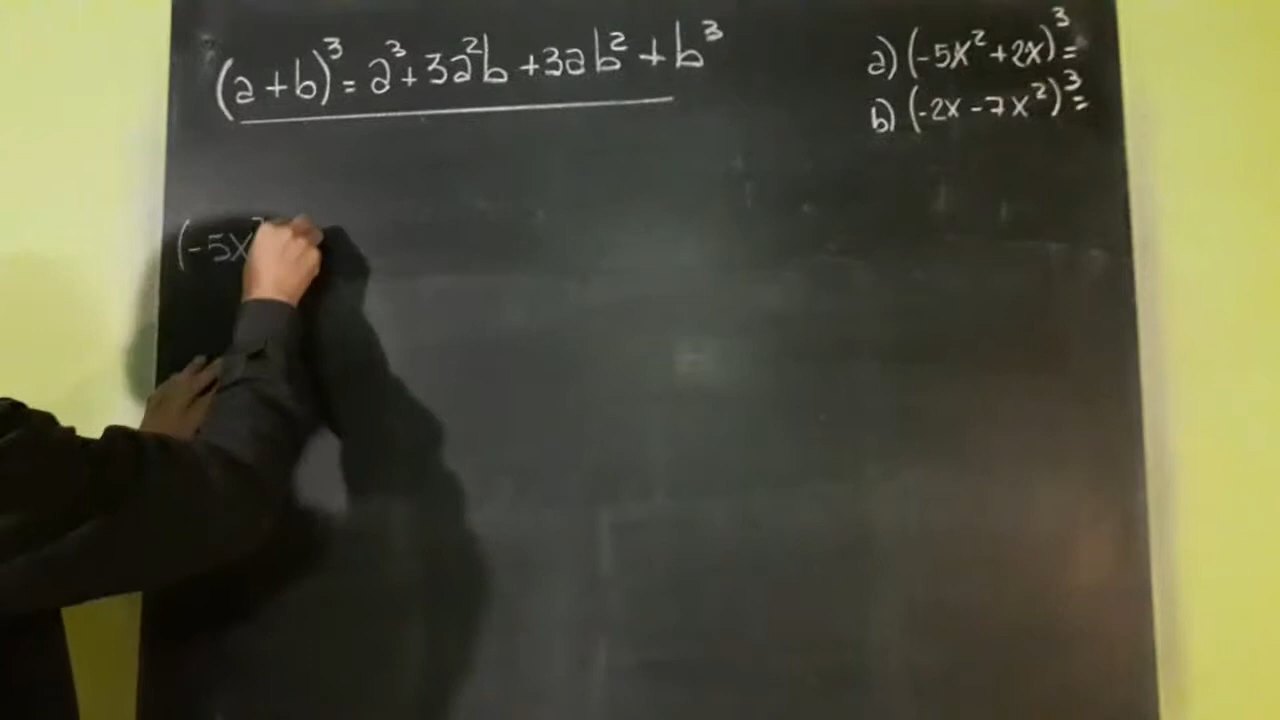 (a+b)³ = a³+3a²b+3ab²+b³
a) (-5x²+2x)³=
b) (-2x-7x²)³=
(-5x